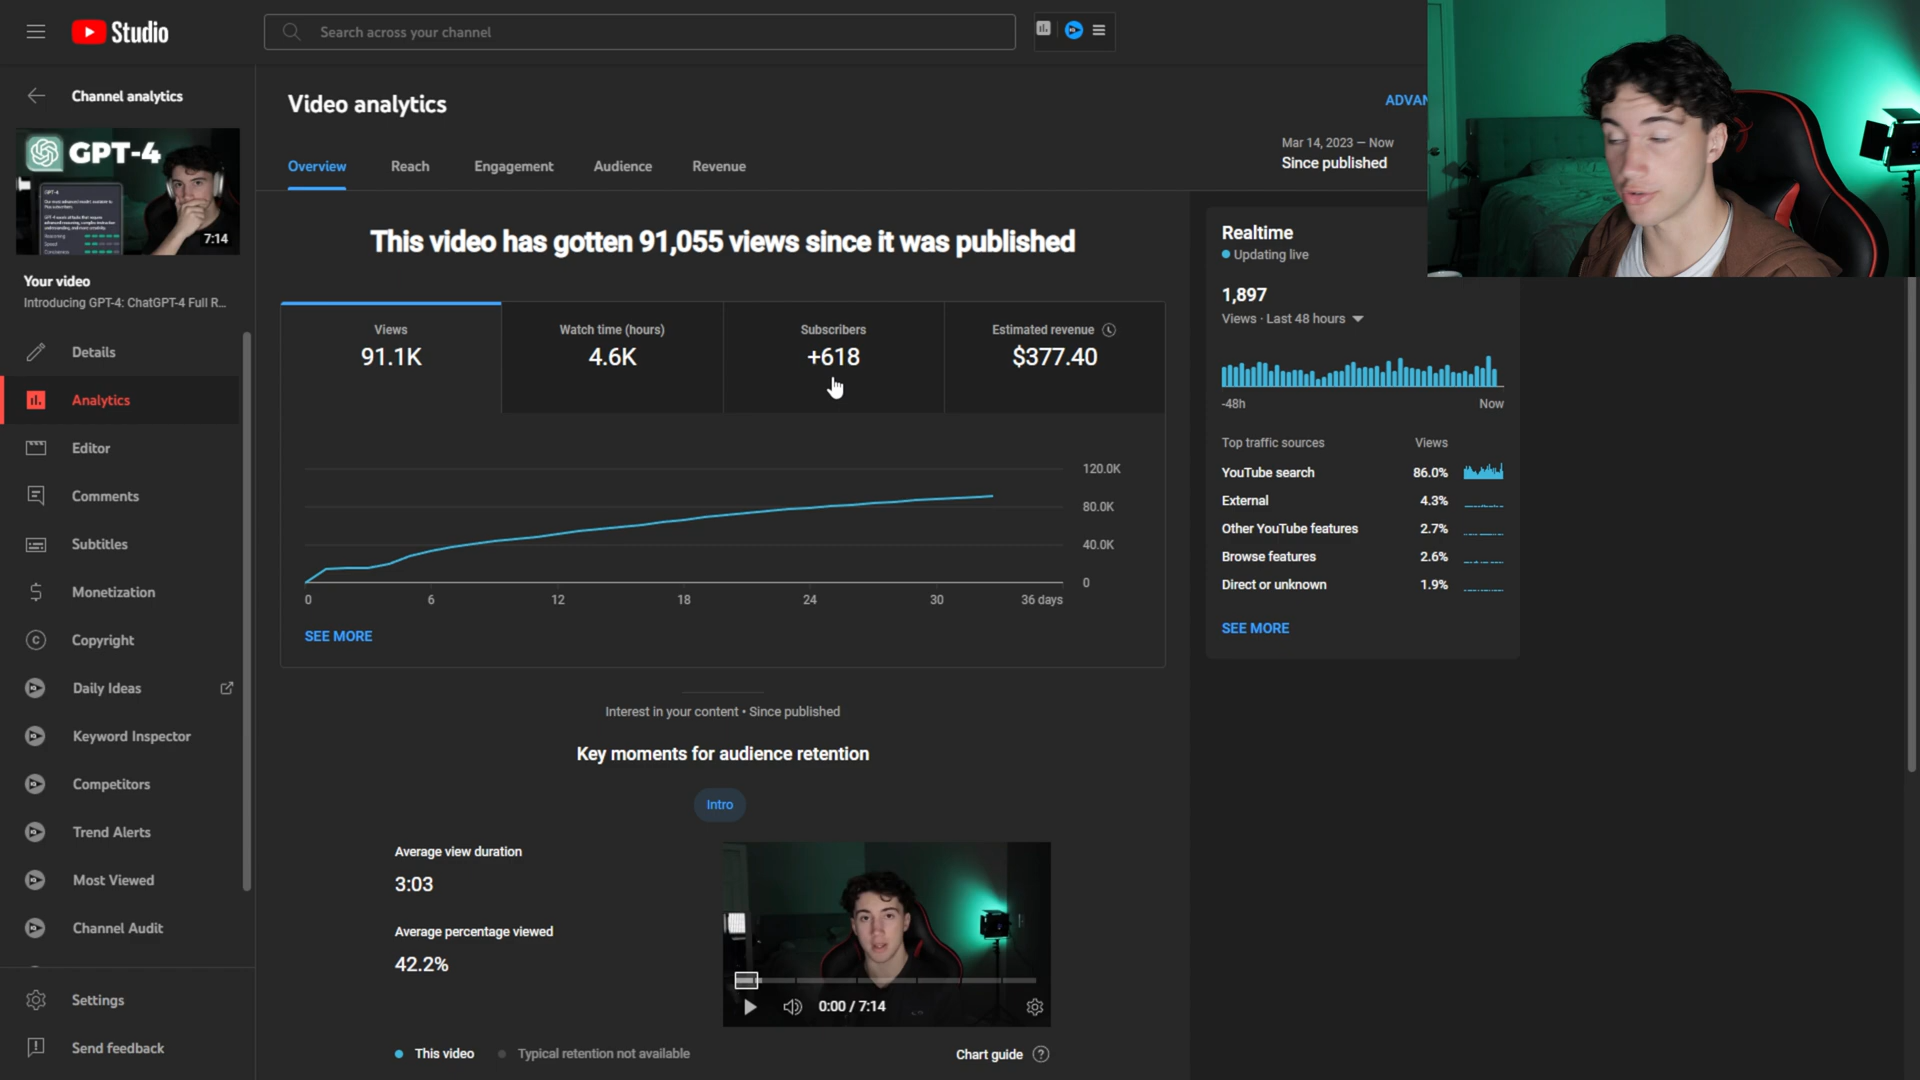 Studio
Search across your channel
Channel analytics
GPT-4
7:14
Your video
Introducing GPT-4: ChatGPT-4 Full R...
Details
Analytics
Editor
Comments
Subtitles
Monetization
Copyright
Daily Ideas
Keyword Inspector
Competitors
Trend Alerts
Most Viewed
Channel Audit
Settings
Send feedback
Video analytics
ADVAN
Overview
Reach
Engagement
Audience
Revenue
Mar 14, 2023 – Now
Since published
This video has gotten 91,055 views since it was published
Views
91.1K
Watch time (hours)
4.6K
Subscribers
+618
Estimated revenue
$377.40
120.0K
80.0K
40.0K
0
0
6
12
18
24
30
36 days
SEE MORE
Interest in your content • Since published
Key moments for audience retention
Intro
Average view duration
3:03
Average percentage viewed
42.2%
0:00 / 7:14
This video
Typical retention not available
Chart guide
Realtime
Updating live
1,897
Views · Last 48 hours
-48h
Now
Top traffic sources
Views
YouTube search
86.0%
External
4.3%
Other YouTube features
2.7%
Browse features
2.6%
Direct or unknown
1.9%
SEE MORE